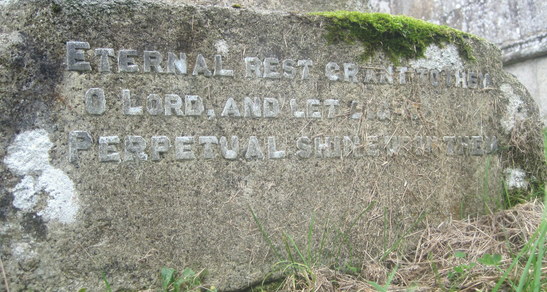 ETERNAL REST GRANT TO THEM
O LORD, AND LET LIGHT
PERPETUAL SHINE UPON THEM